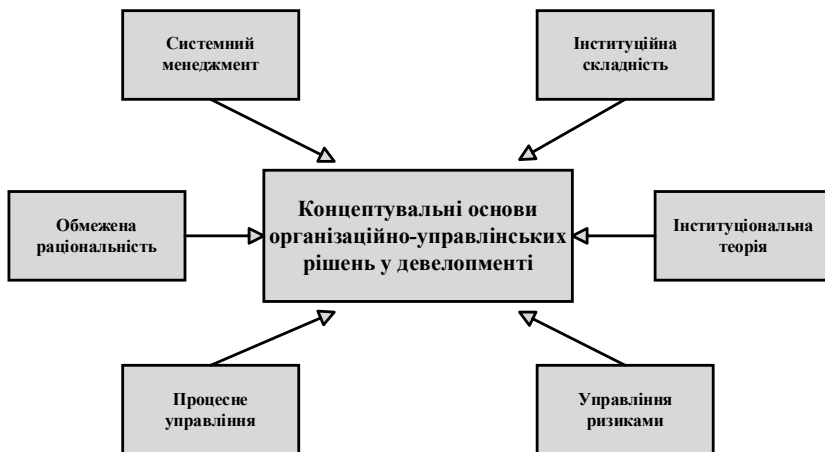 Системний
менеджмент
Інституційна
складність
Обмежена
раціональність
Концептувальні основи
організаційно-управлінських
рішень у девелопменті
Інституціональна
теорія
Процесне
управління
Управління
ризиками